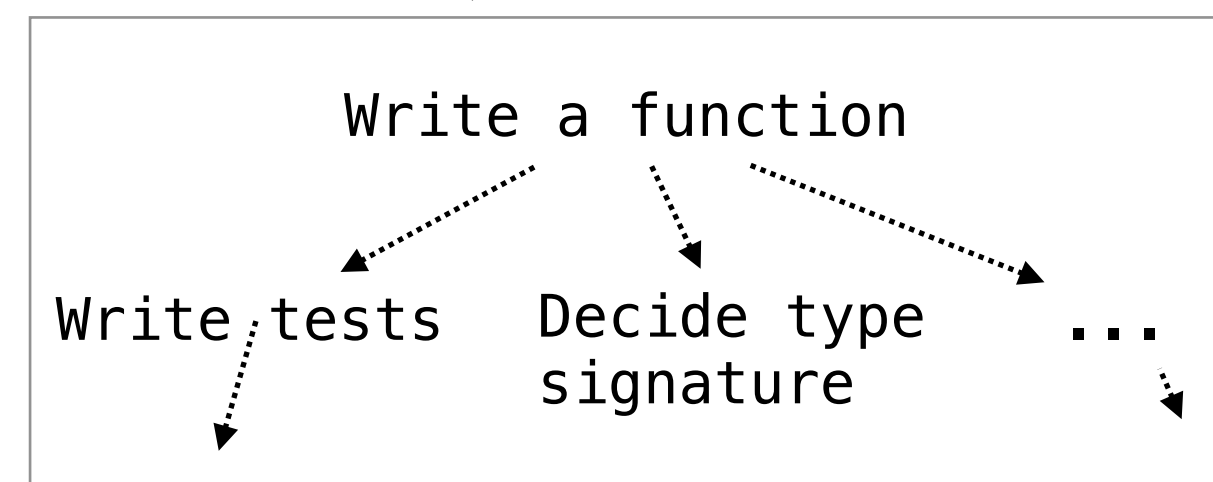 Write a function
Write tests
Decide type
signature
...